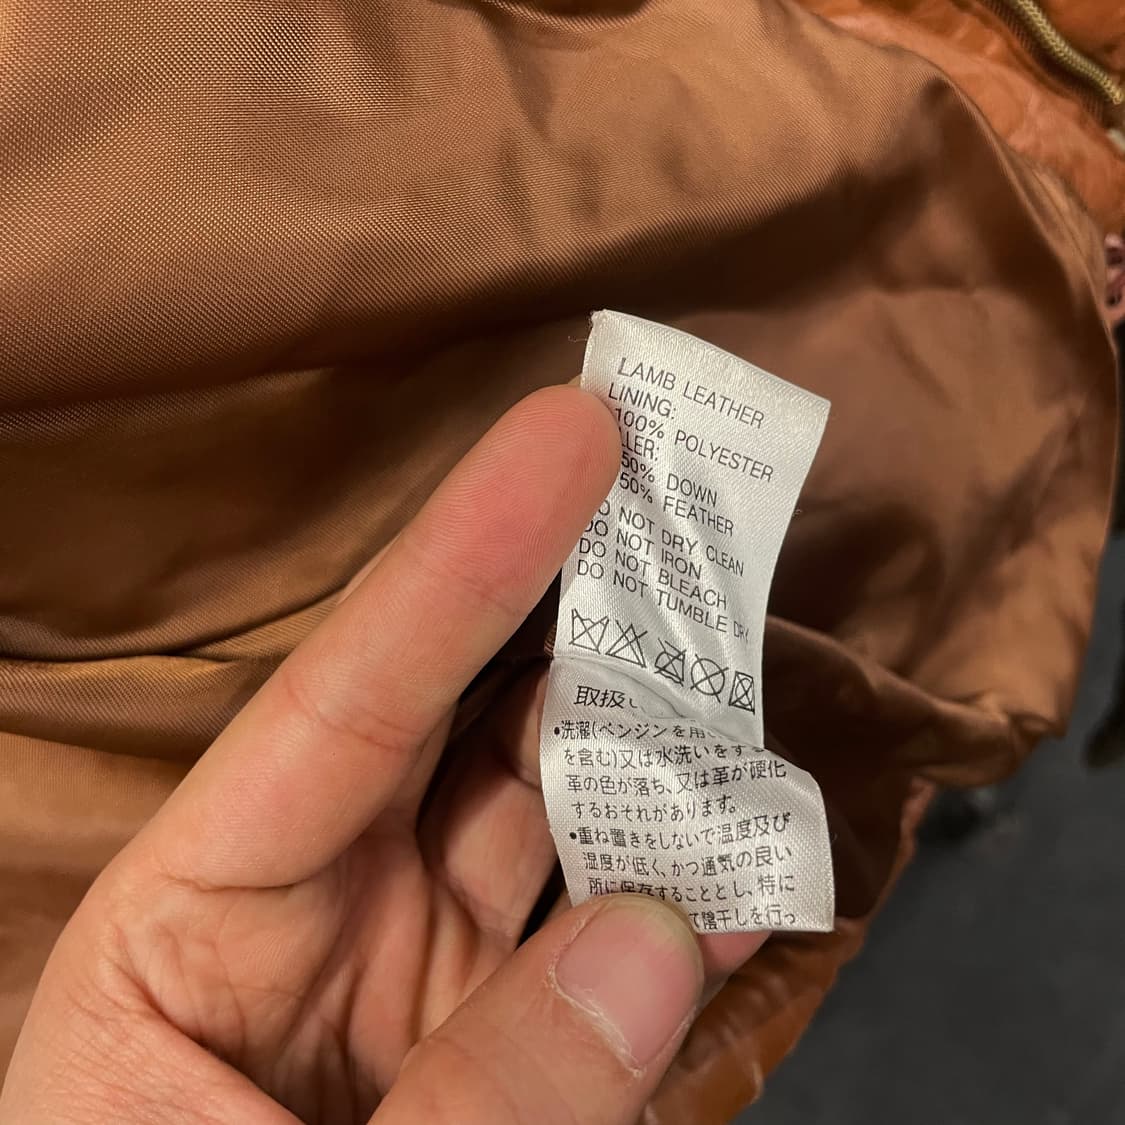 LAMB LEATHER
LINING:
100% POLYESTER
LLER:
50% DOWN
50% FEATHER
DO NOT DRY CLEAN
DO NOT IRON
DO NOT BLEACH
DO NOT TUMBLE DRY
取扱
•洗濯(ベンジンを用
を含む)又は水洗いをする
革の色が落ち、又は革が硬化
するおそれがあります。
•重ね置きをしないで温度及び
湿度が低く、かつ通気の良い
所に保存することとし、特に
て陰干しを行っ